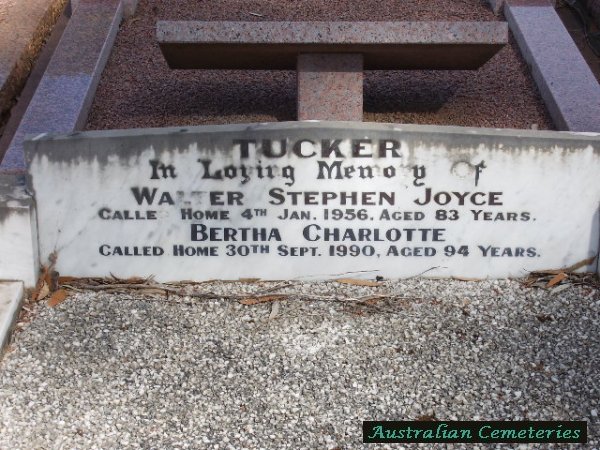 TUCKER
In Loving Memory Of
WALTER STEPHEN JOYCE
CALLE HOME 4TH JAN. 1956. AGED 83 YEARS.
BERTHA CHARLOTTE
CALLED HOME 30TH SEPT. 1990, AGED 94 YEARS.
Australian Cemeteries